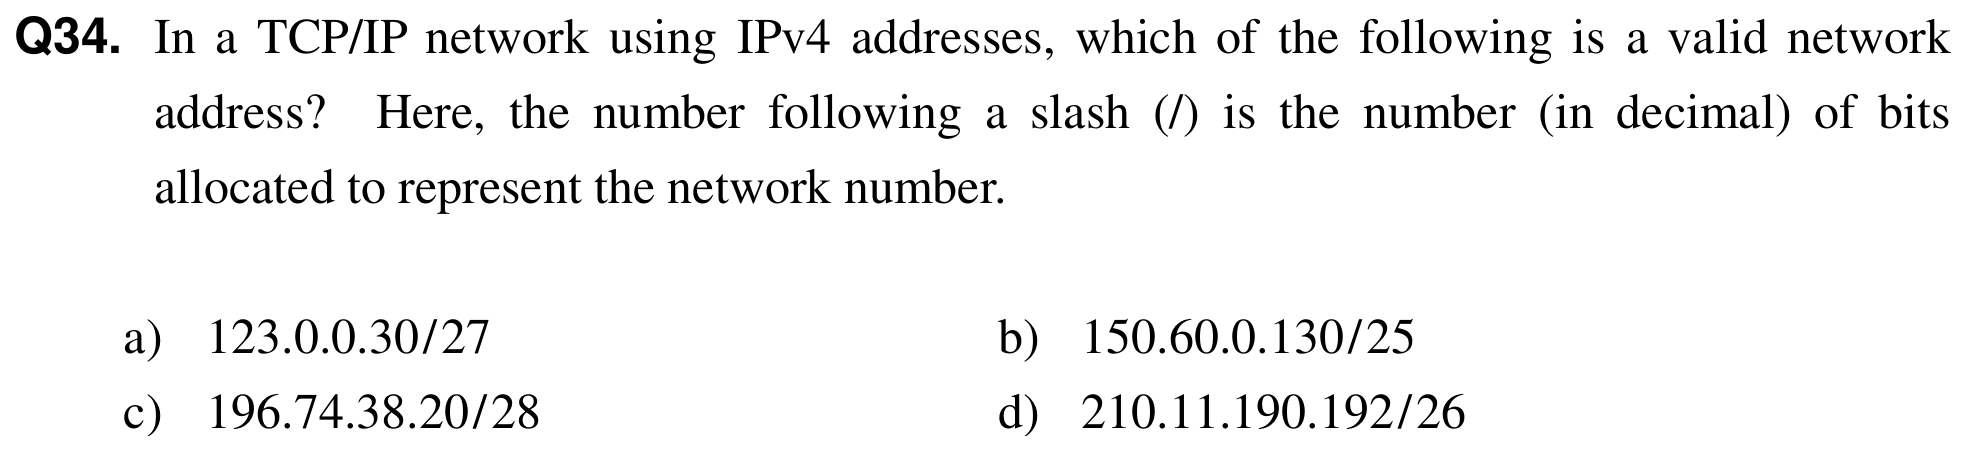 Q34. In a TCP/IP network using IPv4 addresses, which of the following is a valid network
address? Here, the number following a slash (/) is the number (in decimal) of bits
allocated to represent the network number.
a) 123.0.0.30/27 b) 150.60.0.130/25
c) 196.74.38.20/28 d) 210.11.190.192/26